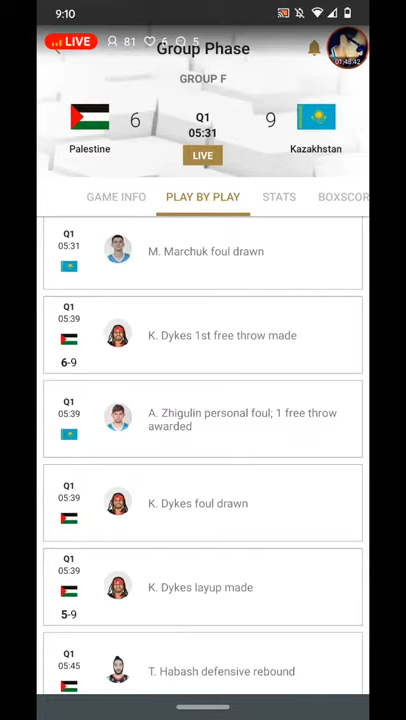 9:10
LIVE 81 6 5
Group Phase
01:48:42
GROUP F
6 Q1 9
05:31
Palestine LIVE Kazakhstan
GAME INFO PLAY BY PLAY STATS BOXSCOR
Q1
05:31
M. Marchuk foul drawn
Q1
05:39
K. Dykes 1st free throw made
6-9
Q1
05:39
A. Zhigulin personal foul; 1 free throw
awarded
Q1
05:39
K. Dykes foul drawn
Q1
05:39
K. Dykes layup made
5-9
Q1
05:45
T. Habash defensive rebound